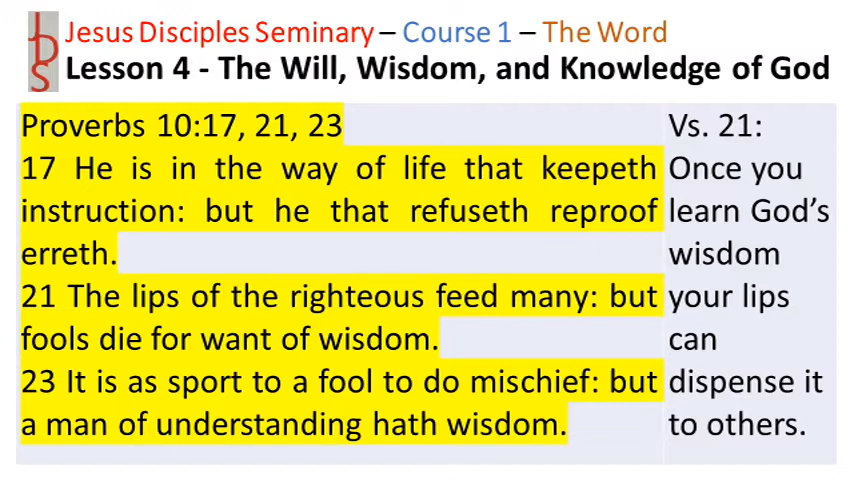 JDS
Jesus Disciples Seminary – Course 1 – The Word
Lesson 4 - The Will, Wisdom, and Knowledge of God
Proverbs 10:17, 21, 23
17 He is in the way of life that keepeth
instruction: but he that refuseth reproof
erreth.
21 The lips of the righteous feed many: but
fools die for want of wisdom.
23 It is as sport to a fool to do mischief: but
a man of understanding hath wisdom.
Vs. 21:
Once you
learn God’s
wisdom
your lips
can
dispense it
to others.